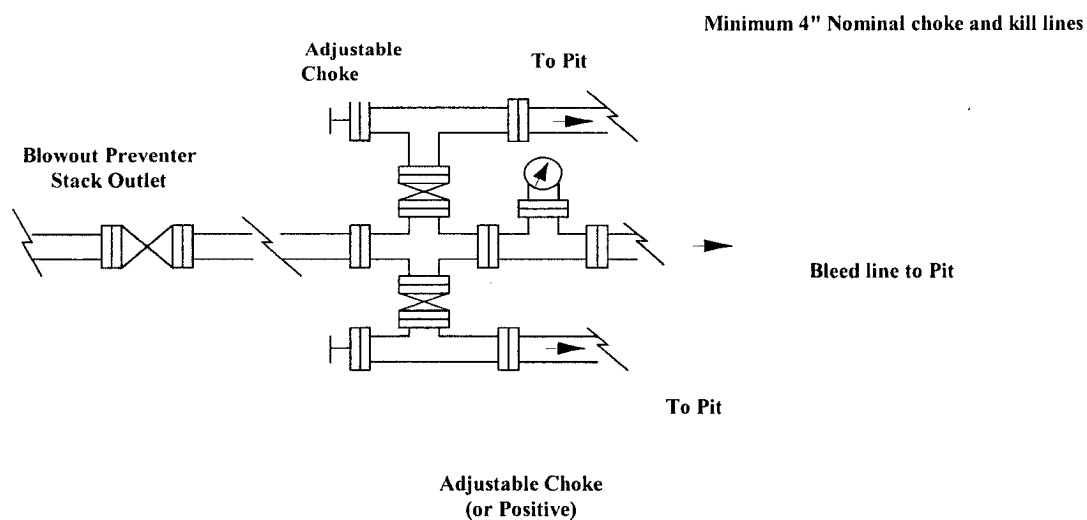 Minimum 4" Nominal choke and kill lines
Adjustable
Choke
To Pit
Blowout Preventer
Stack Outlet
Bleed line to Pit
To Pit
Adjustable Choke
(or Positive)